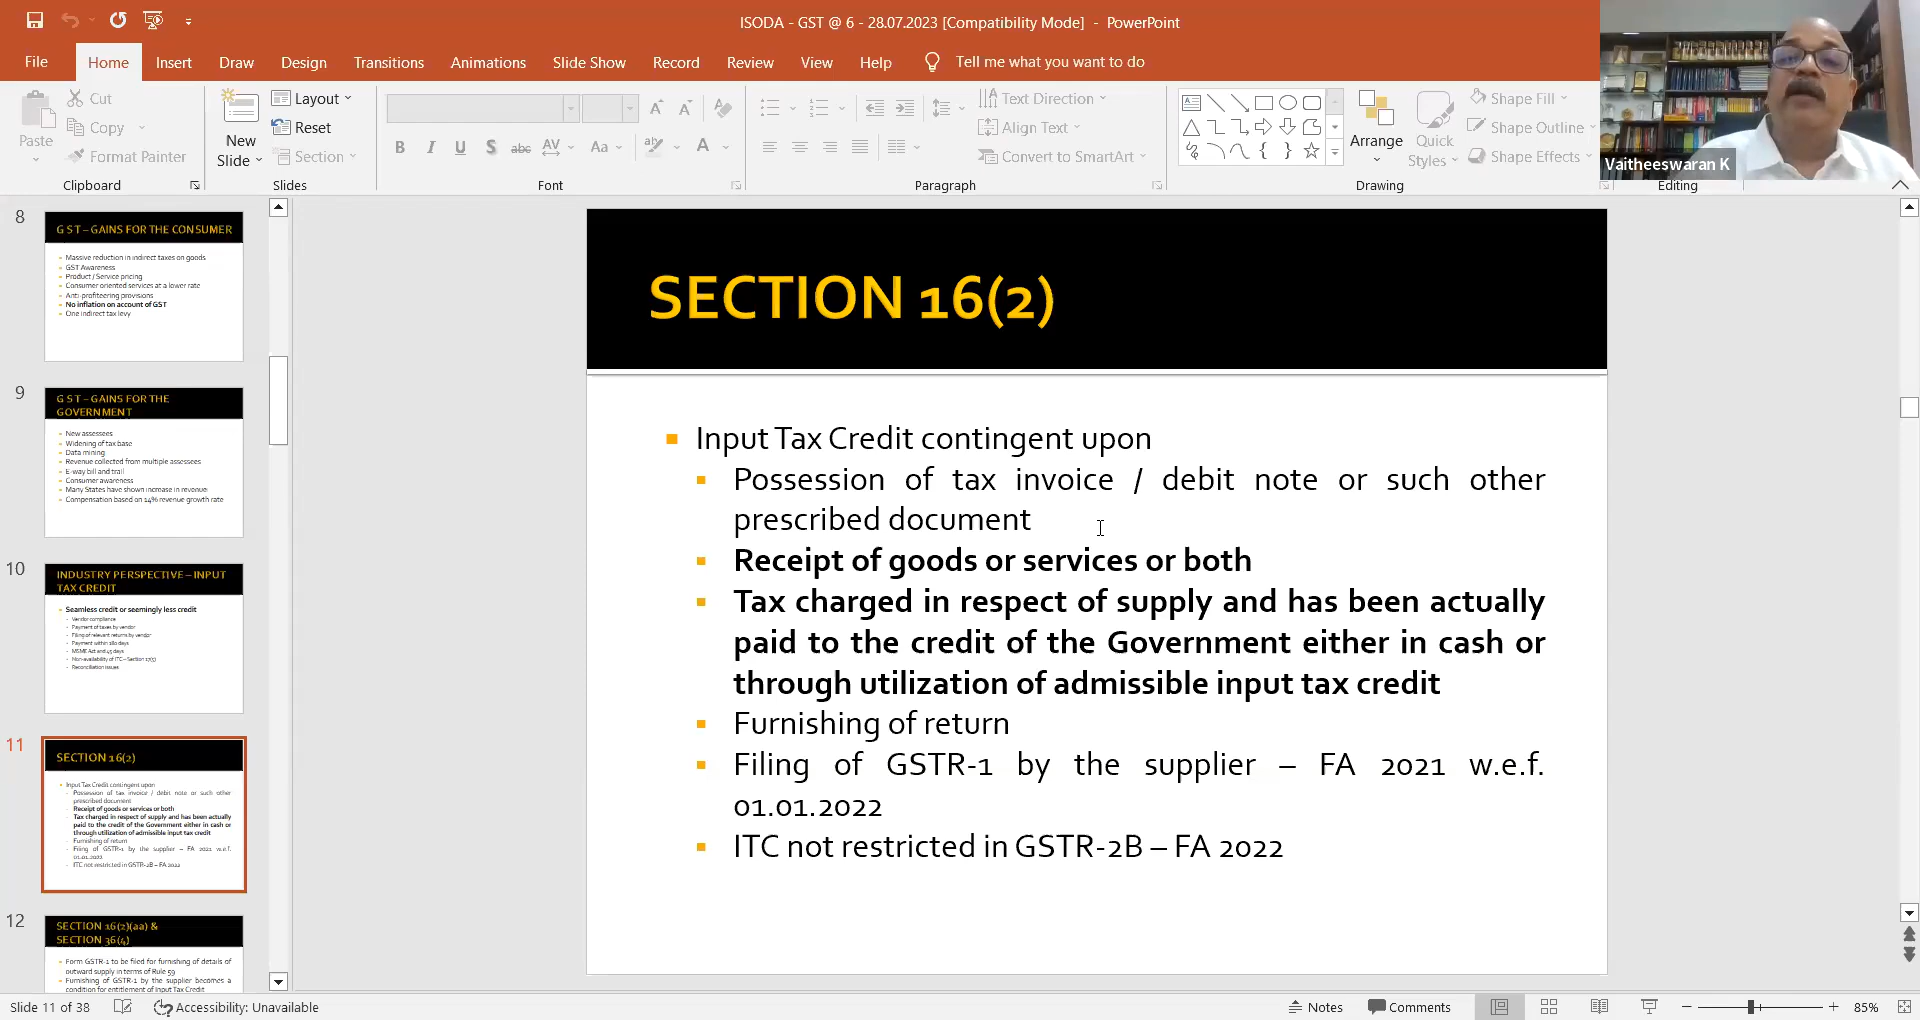 ISODA - GST @ 6 - 28.07.2023 [Compatibility Mode] - PowerPoint
File Home Insert Draw Design Transitions Animations Slide Show Record Review View Help Tell me what you want to do
Paste
Cut
Copy
Format Painter
Clipboard
New
Slide
Layout
Reset
Section
Slides
B I U S abc AV Aa ab A
Font
Text Direction
Align Text
Convert to SmartArt
Paragraph
Arrange
Quick
Styles
Shape Fill
Shape Outline
Shape Effects
Drawing
Editing
Vaitheeswaran K
8
G S T – GAINS FOR THE CONSUMER
Massive reduction in indirect taxes on goods
GST Awareness
Product / Service pricing
Consumer oriented services at a lower rate
Anti-profiteering provisions
No inflation on account of GST
One indirect tax levy
9
G S T – GAINS FOR THE
GOVERNMENT
New assessees
Widening of tax base
Data mining
Revenue collected from multiple assessees
E-way bill and trail
Consumer awareness
Many States have shown increase in revenue
Compensation based on 14% revenue growth rate
10
INDUSTRY PERSPECTIVE – INPUT
TAX CREDIT
Seamless credit or seemingly less credit
Vendor compliance
Payment of taxes by vendor
Filing of relevant returns by vendor
Payment within 180 days
MSME Act and 45 days
Non-availability of ITC – Section 17(5)
Reconciliation issues
11
SECTION 16(2)
Input Tax Credit contingent upon
Possession of tax invoice / debit note or such other
prescribed document
Receipt of goods or services or both
Tax charged in respect of supply and has been actually
paid to the credit of the Government either in cash or
through utilization of admissible input tax credit
Furnishing of return
Filing of GSTR-1 by the supplier – FA 2021 w.e.f.
01.01.2022
ITC not restricted in GSTR-2B – FA 2022
12
SECTION 16(2)(aa) &
SECTION 36(4)
Form GSTR-1 to be filed for furnishing of details of
outward supply in terms of Rule 59
Furnishing of GSTR-1 by the supplier becomes a
condition for entitlement of Input Tax Credit
SECTION 16(2)
Input Tax Credit contingent upon
Possession of tax invoice / debit note or such other
prescribed document
Receipt of goods or services or both
Tax charged in respect of supply and has been actually
paid to the credit of the Government either in cash or
through utilization of admissible input tax credit
Furnishing of return
Filing of GSTR-1 by the supplier – FA 2021 w.e.f.
01.01.2022
ITC not restricted in GSTR-2B – FA 2022
Slide 11 of 38 Accessibility: Unavailable Notes Comments 85%